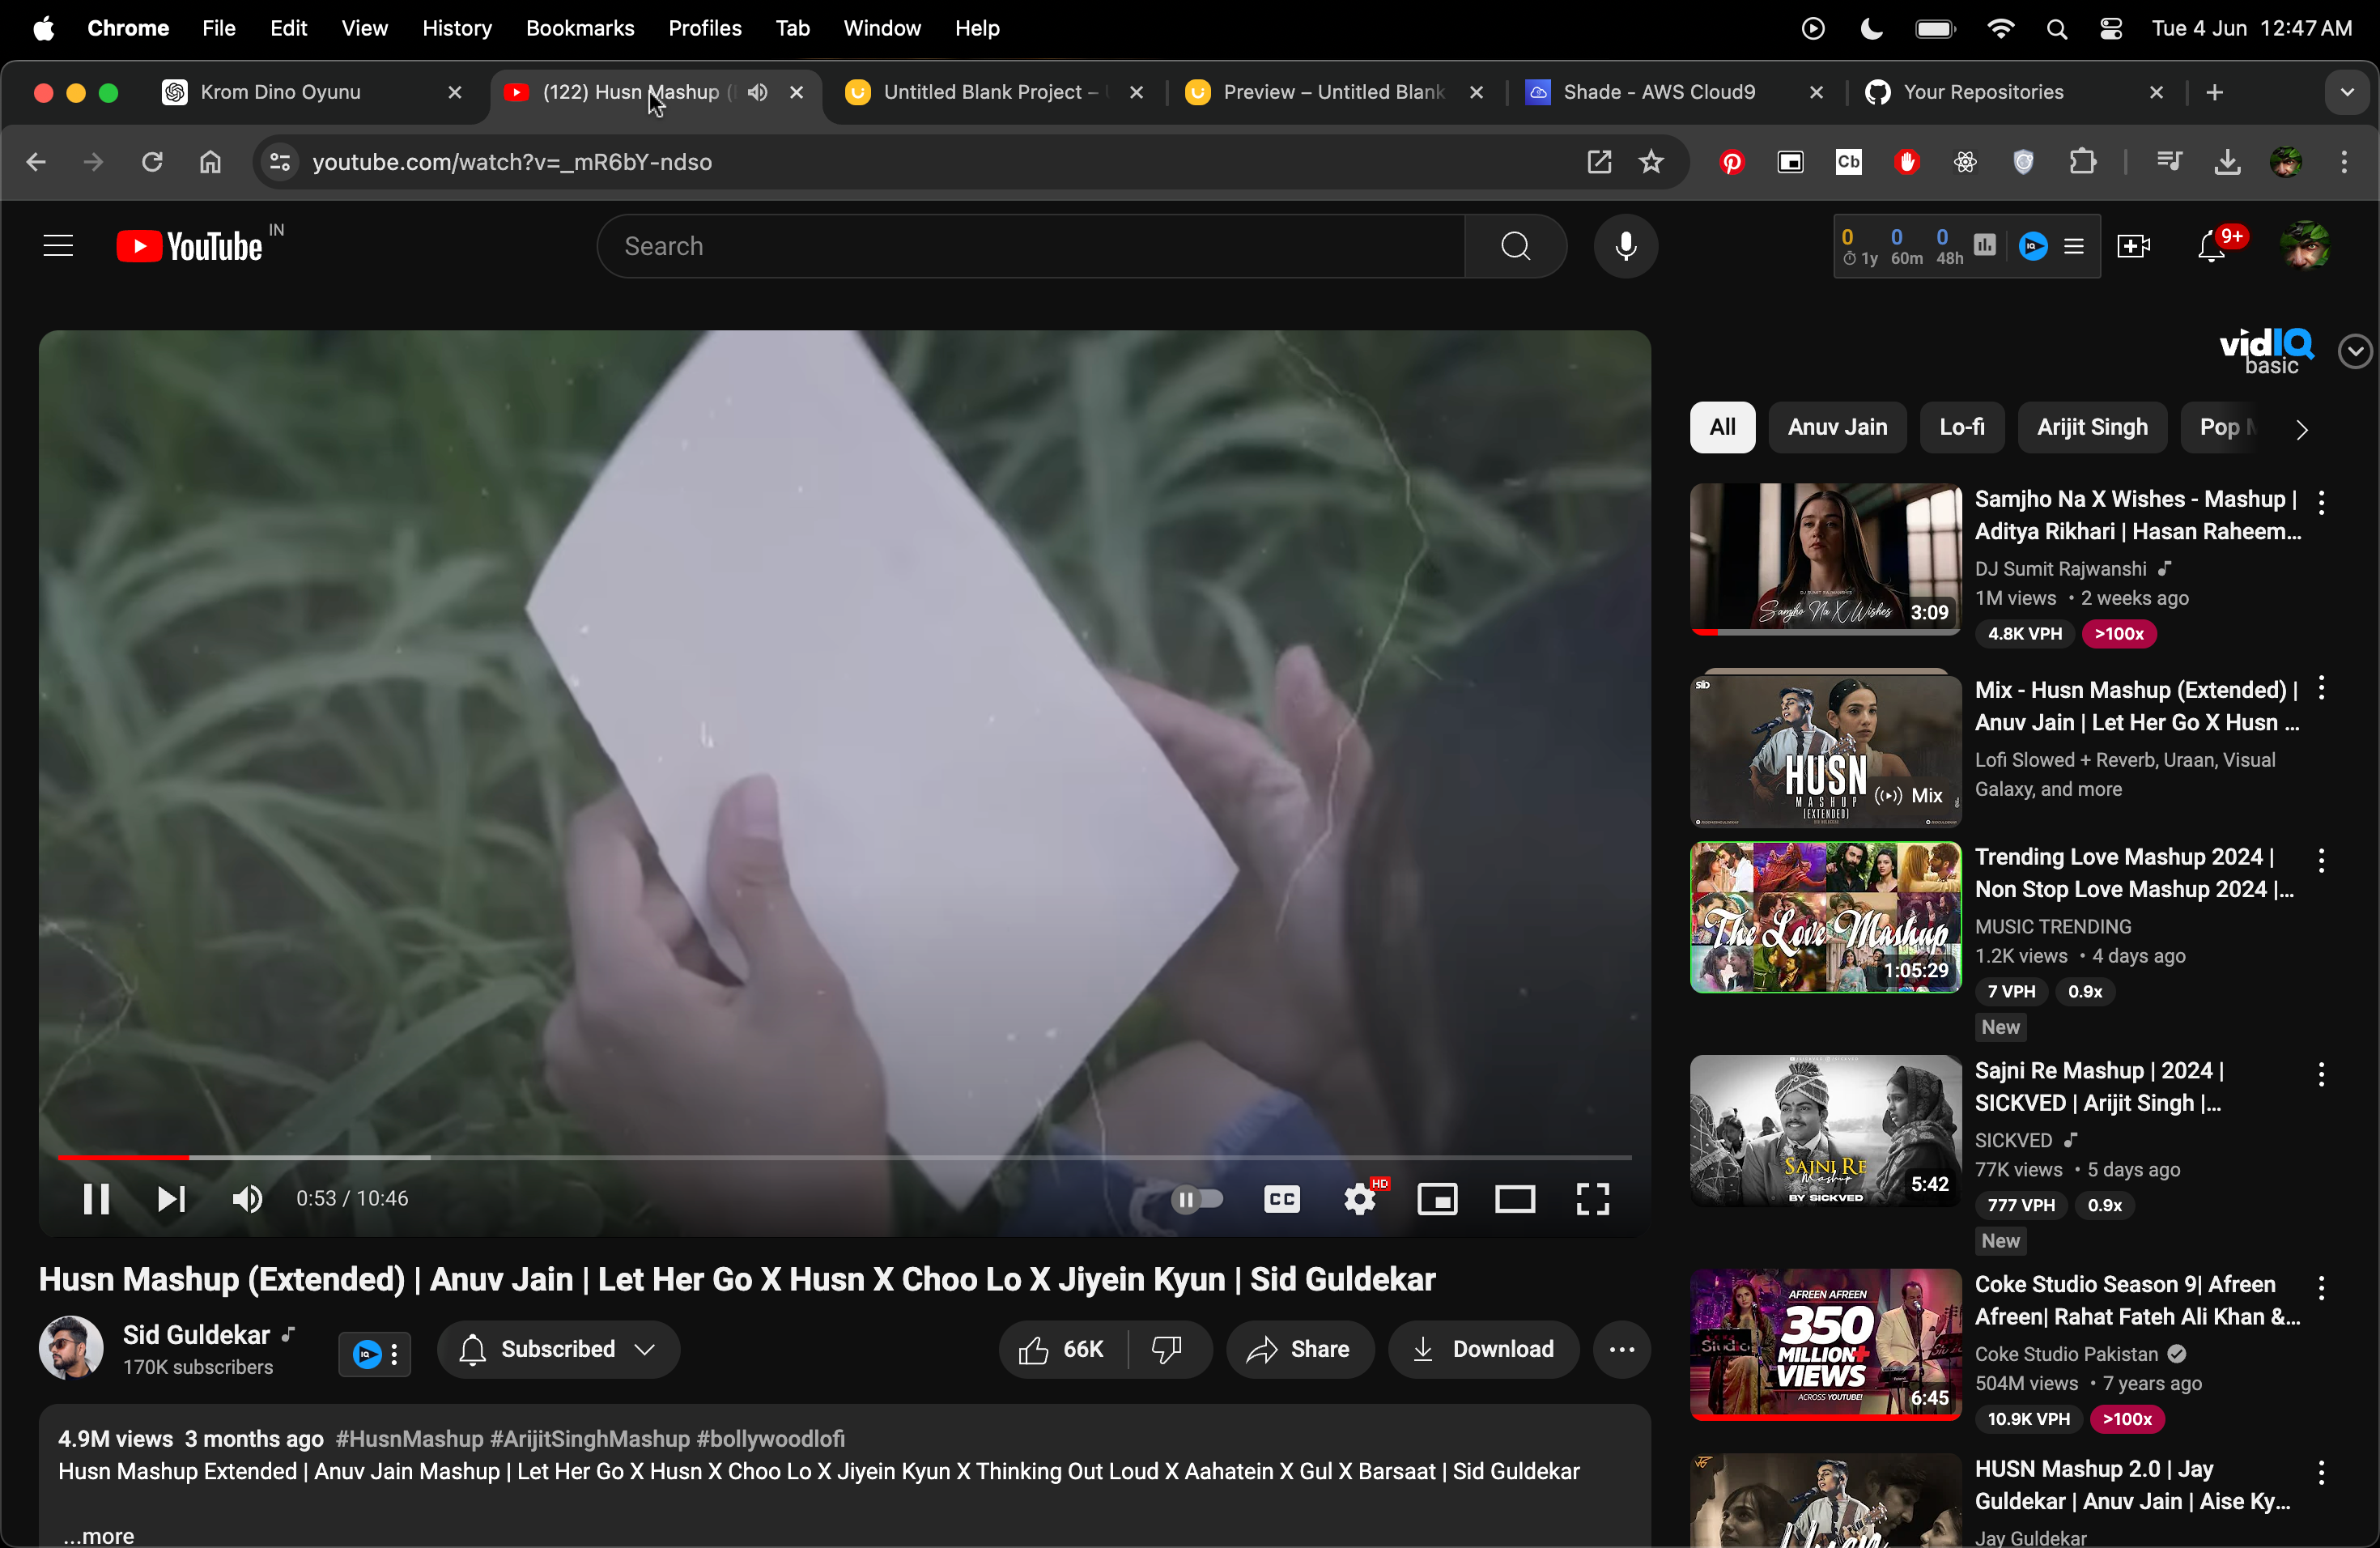 Chrome File Edit View History Bookmarks Profiles Tab Window Help Tue 4 Jun 12:47 AM
Krom Dino Oyunu
(122) Husn Mashup (
Untitled Blank Project –
Preview – Untitled Blank
Shade - AWS Cloud9
Your Repositories
youtube.com/watch?v=_mR6bY-ndso
Cb
YouTube IN
Search
0 0 0
1y 60m 48h
9+
vidIQ
basic
All Anuv Jain Lo-fi Arijit Singh Pop
Samjho Na X Wishes
3:09
Samjho Na X Wishes - Mashup |
Aditya Rikhari | Hasan Raheem...
DJ Sumit Rajwanshi
1M views • 2 weeks ago
4.8K VPH >100x
SID
HUSN
MASHUP
(EXTENDED)
Mix
Mix - Husn Mashup (Extended) |
Anuv Jain | Let Her Go X Husn ...
Lofi Slowed + Reverb, Uraan, Visual
Galaxy, and more
The Love Mashup
1:05:29
Trending Love Mashup 2024 |
Non Stop Love Mashup 2024 |...
MUSIC TRENDING
1.2K views • 4 days ago
7 VPH 0.9x
New
SAJNI RE
Mashup
BY SICKVED
5:42
Sajni Re Mashup | 2024 |
SICKVED | Arijit Singh |...
SICKVED
77K views • 5 days ago
777 VPH 0.9x
New
AFREEN AFREEN
350
MILLION+
VIEWS
ACROSS YOUTUBE!
6:45
Coke Studio Season 9| Afreen
Afreen| Rahat Fateh Ali Khan &...
Coke Studio Pakistan
504M views • 7 years ago
10.9K VPH >100x
HUSN Mashup 2.0 | Jay
Guldekar | Anuv Jain | Aise Ky...
Jay Guldekar
0:53 / 10:46
CC HD
Husn Mashup (Extended) | Anuv Jain | Let Her Go X Husn X Choo Lo X Jiyein Kyun | Sid Guldekar
Sid Guldekar
170K subscribers
Subscribed
66K
Share
Download
4.9M views 3 months ago #HusnMashup #ArijitSinghMashup #bollywoodlofi
Husn Mashup Extended | Anuv Jain Mashup | Let Her Go X Husn X Choo Lo X Jiyein Kyun X Thinking Out Loud X Aahatein X Gul X Barsaat | Sid Guldekar
...more